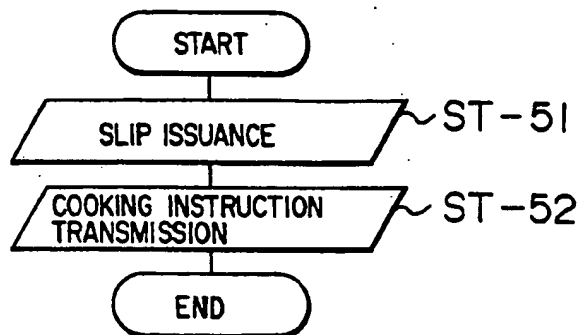 START
SLIP ISSUANCE
ST-51
COOKING INSTRUCTION
TRANSMISSION
ST-52
END